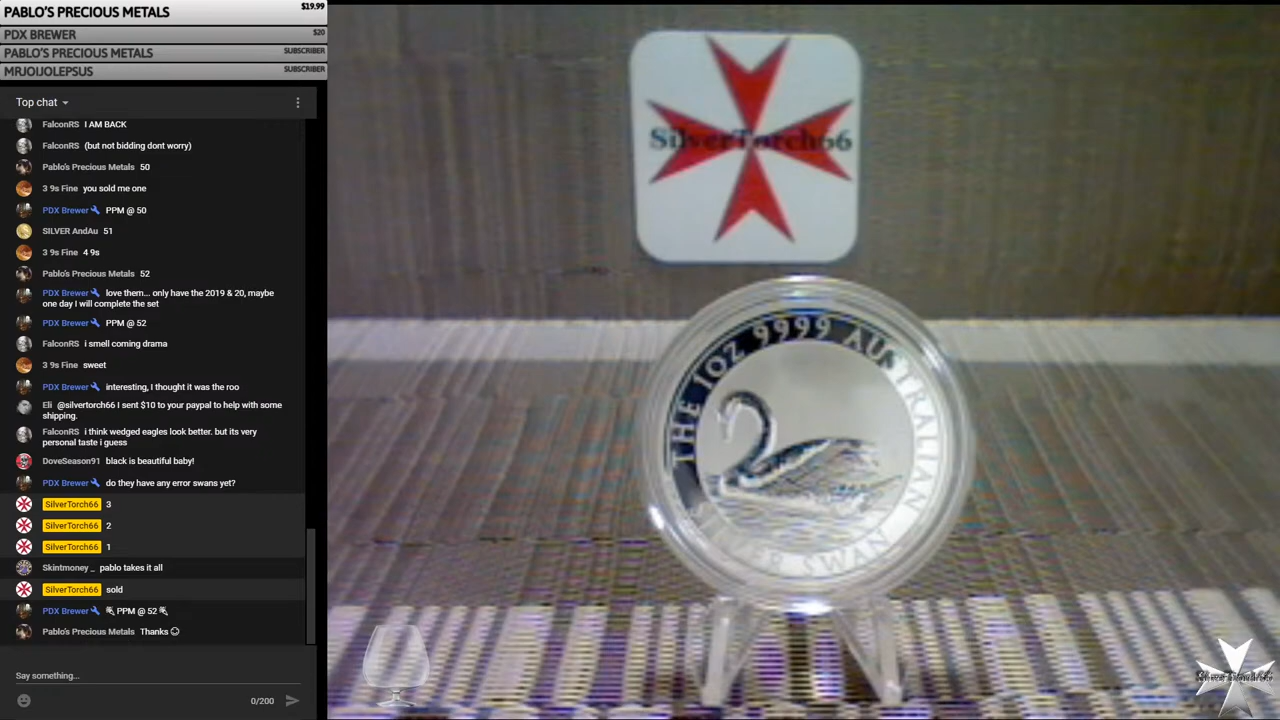 PABLO'S PRECIOUS METALS $19.99
PDX BREWER $20
PABLO'S PRECIOUS METALS SUBSCRIBER
MRJOIJOLEPSUS SUBSCRIBER
Top chat
FalconRS I AM BACK
FalconRS (but not bidding dont worry)
Pablo's Precious Metals 50
3 9s Fine you sold me one
PDX Brewer PPM @ 50
SILVER AndAu 51
3 9s Fine 4 9s
Pablo's Precious Metals 52
PDX Brewer love them... only have the 2019 & 20, maybe
one day I will complete the set
PDX Brewer PPM @ 52
FalconRS i smell coming drama
3 9s Fine sweet
PDX Brewer interesting, I thought it was the roo
Eli @silvertorch66 I sent $10 to your paypal to help with some
shipping.
FalconRS i think wedged eagles look better. but its very
personal taste i guess
DoveSeason91 black is beautiful baby!
PDX Brewer do they have any error swans yet?
SilverTorch66 3
SilverTorch66 2
SilverTorch66 1
Skintmoney _ pablo takes it all
SilverTorch66 sold
PDX Brewer PPM @ 52
Pablo's Precious Metals Thanks
Say something...
0/200
SilverTorch66
THE 1OZ 9999 AUSTRALIAN
SILVER SWAN
SilverTorch66